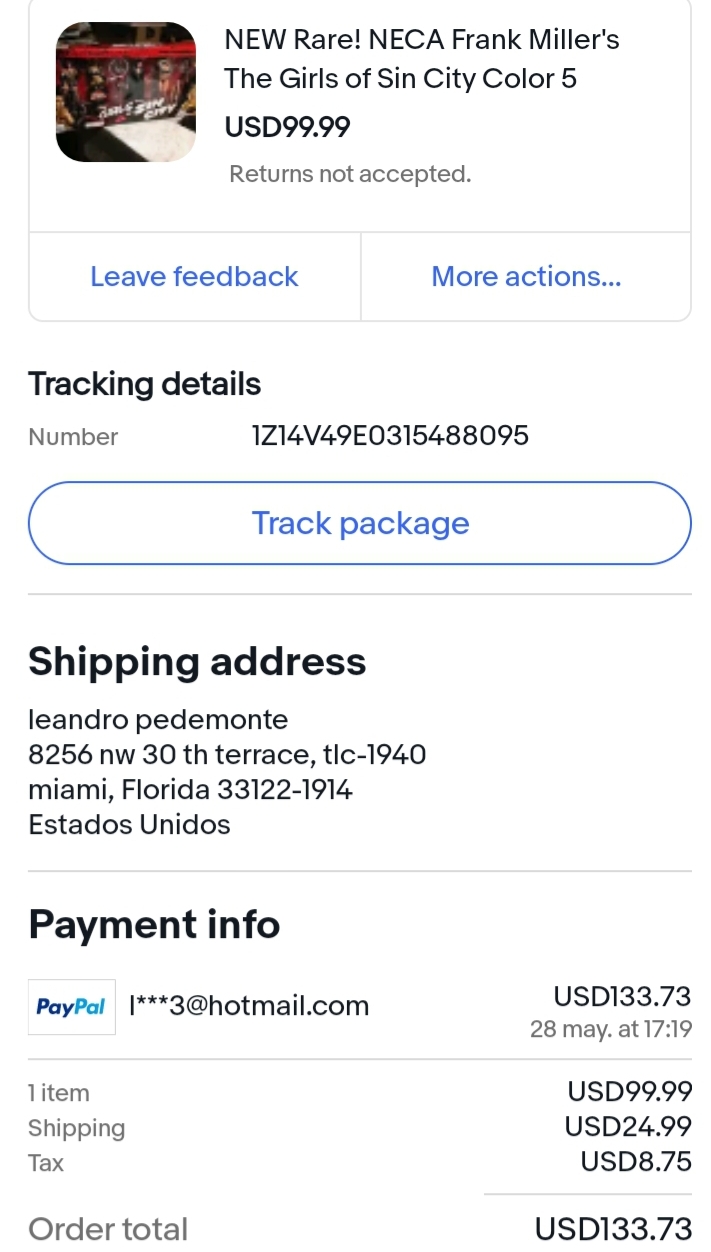 NEW Rare! NECA Frank Miller's
The Girls of Sin City Color 5
USD99.99
Returns not accepted.
Leave feedback
More actions...
Tracking details
Number 1Z14V49E0315488095
Track package
Shipping address
leandro pedemonte
8256 nw 30 th terrace, tlc-1940
miami, Florida 33122-1914
Estados Unidos
Payment info
PayPal l***3@hotmail.com USD133.73
28 may. at 17:19
1 item USD99.99
Shipping USD24.99
Tax USD8.75
Order total USD133.73